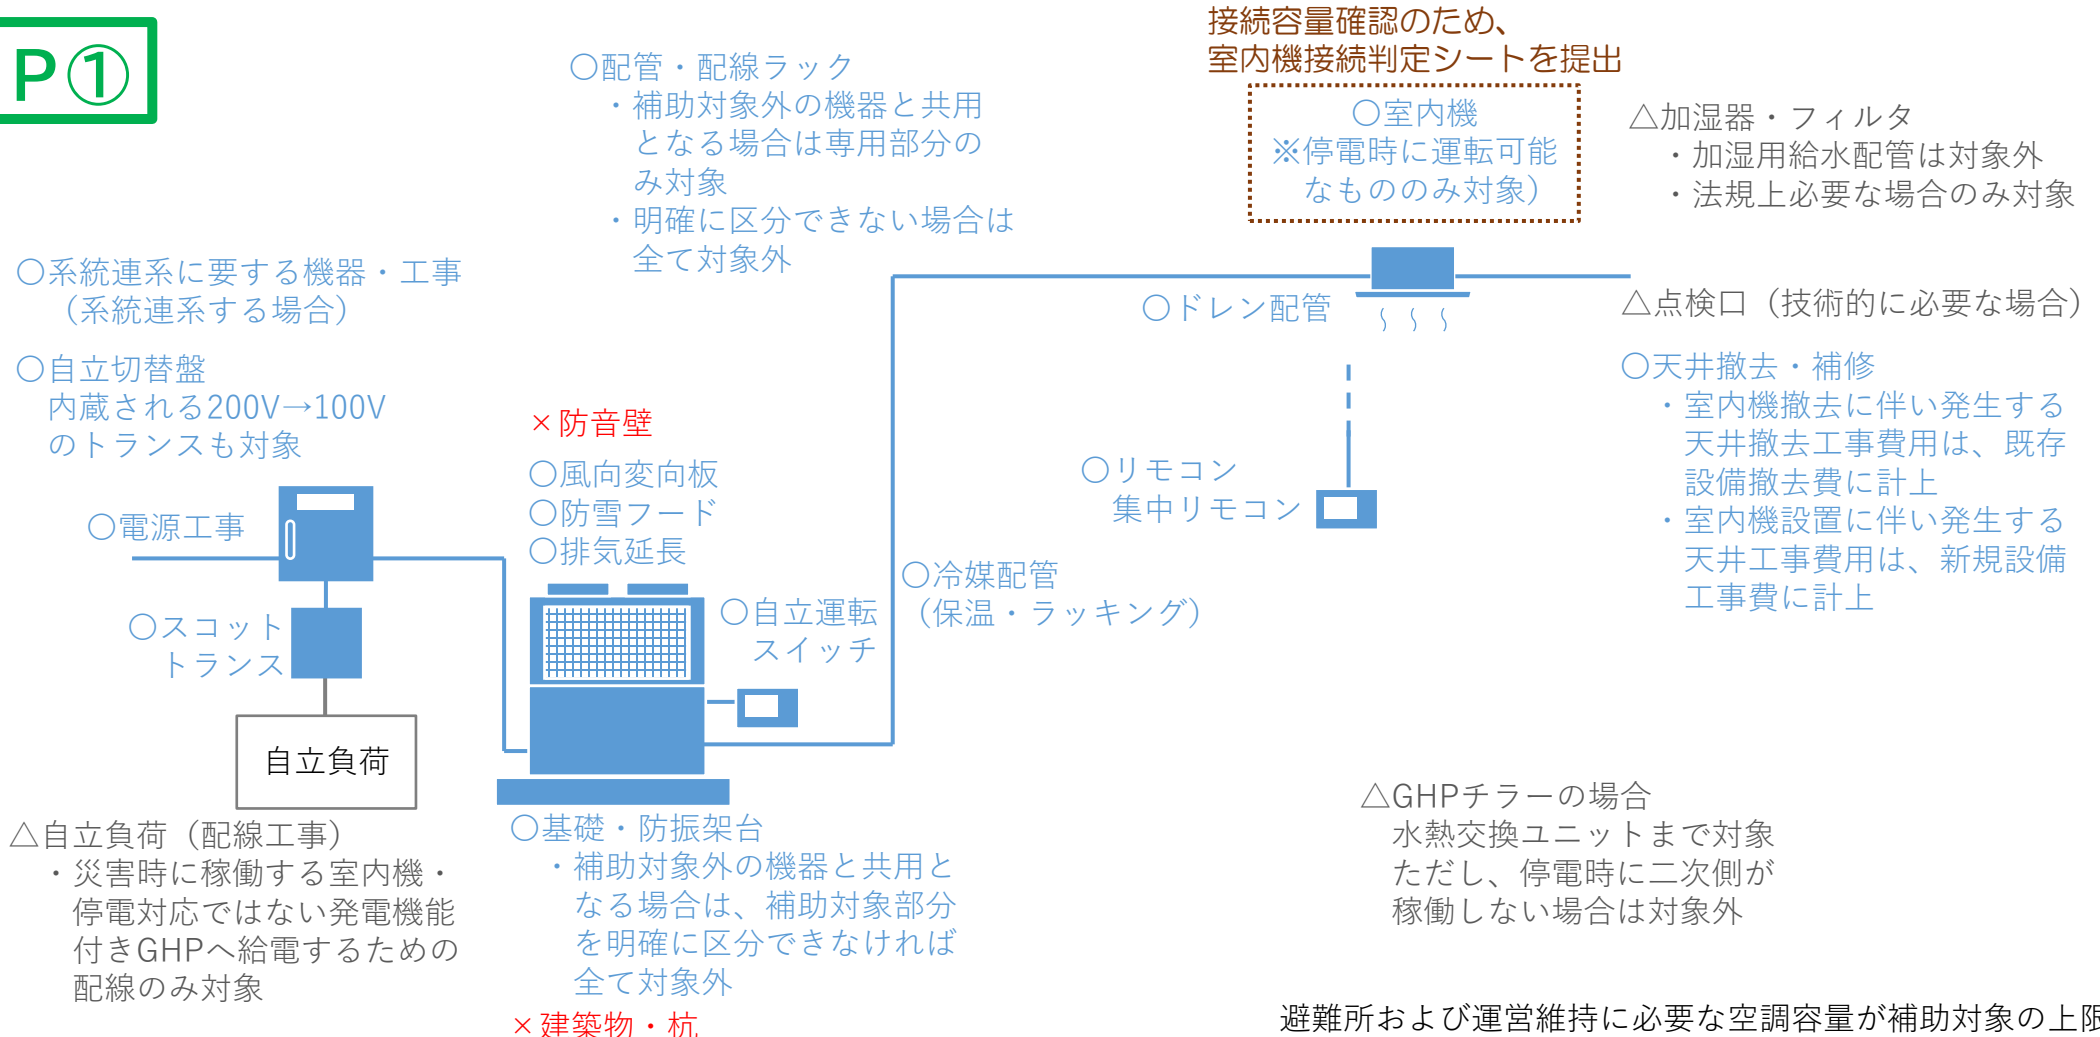 P①
○配管・配線ラック
・補助対象外の機器と共用
となる場合は専用部分の
み対象
・明確に区分できない場合は
全て対象外
接続容量確認のため、
室内機接続判定シートを提出
○室内機
※停電時に運転可能
なもののみ対象）
△加湿器・フィルタ
・加湿用給水配管は対象外
・法規上必要な場合のみ対象
○系統連系に要する機器・工事
（系統連系する場合）
○自立切替盤
内蔵される200V→100V
のトランスも対象
○電源工事
○スコット
トランス
自立負荷
△自立負荷（配線工事）
・災害時に稼働する室内機・
停電対応ではない発電機能
付きGHPへ給電するための
配線のみ対象
×防音壁
○風向変向板
○防雪フード
○排気延長
○自立運転
スイッチ
○基礎・防振架台
・補助対象外の機器と共用と
なる場合は、補助対象部分
を明確に区分できなければ
全て対象外
×建築物・杭
○冷媒配管
（保温・ラッキング）
○ドレン配管
○リモコン
集中リモコン
△点検口（技術的に必要な場合）
○天井撤去・補修
・室内機撤去に伴い発生する
天井撤去工事費用は、既存
設備撤去費に計上
・室内機設置に伴い発生する
天井工事費用は、新規設備
工事費に計上
△GHPチラーの場合
水熱交換ユニットまで対象
ただし、停電時に二次側が
稼働しない場合は対象外
避難所および運営維持に必要な空調容量が補助対象の上限